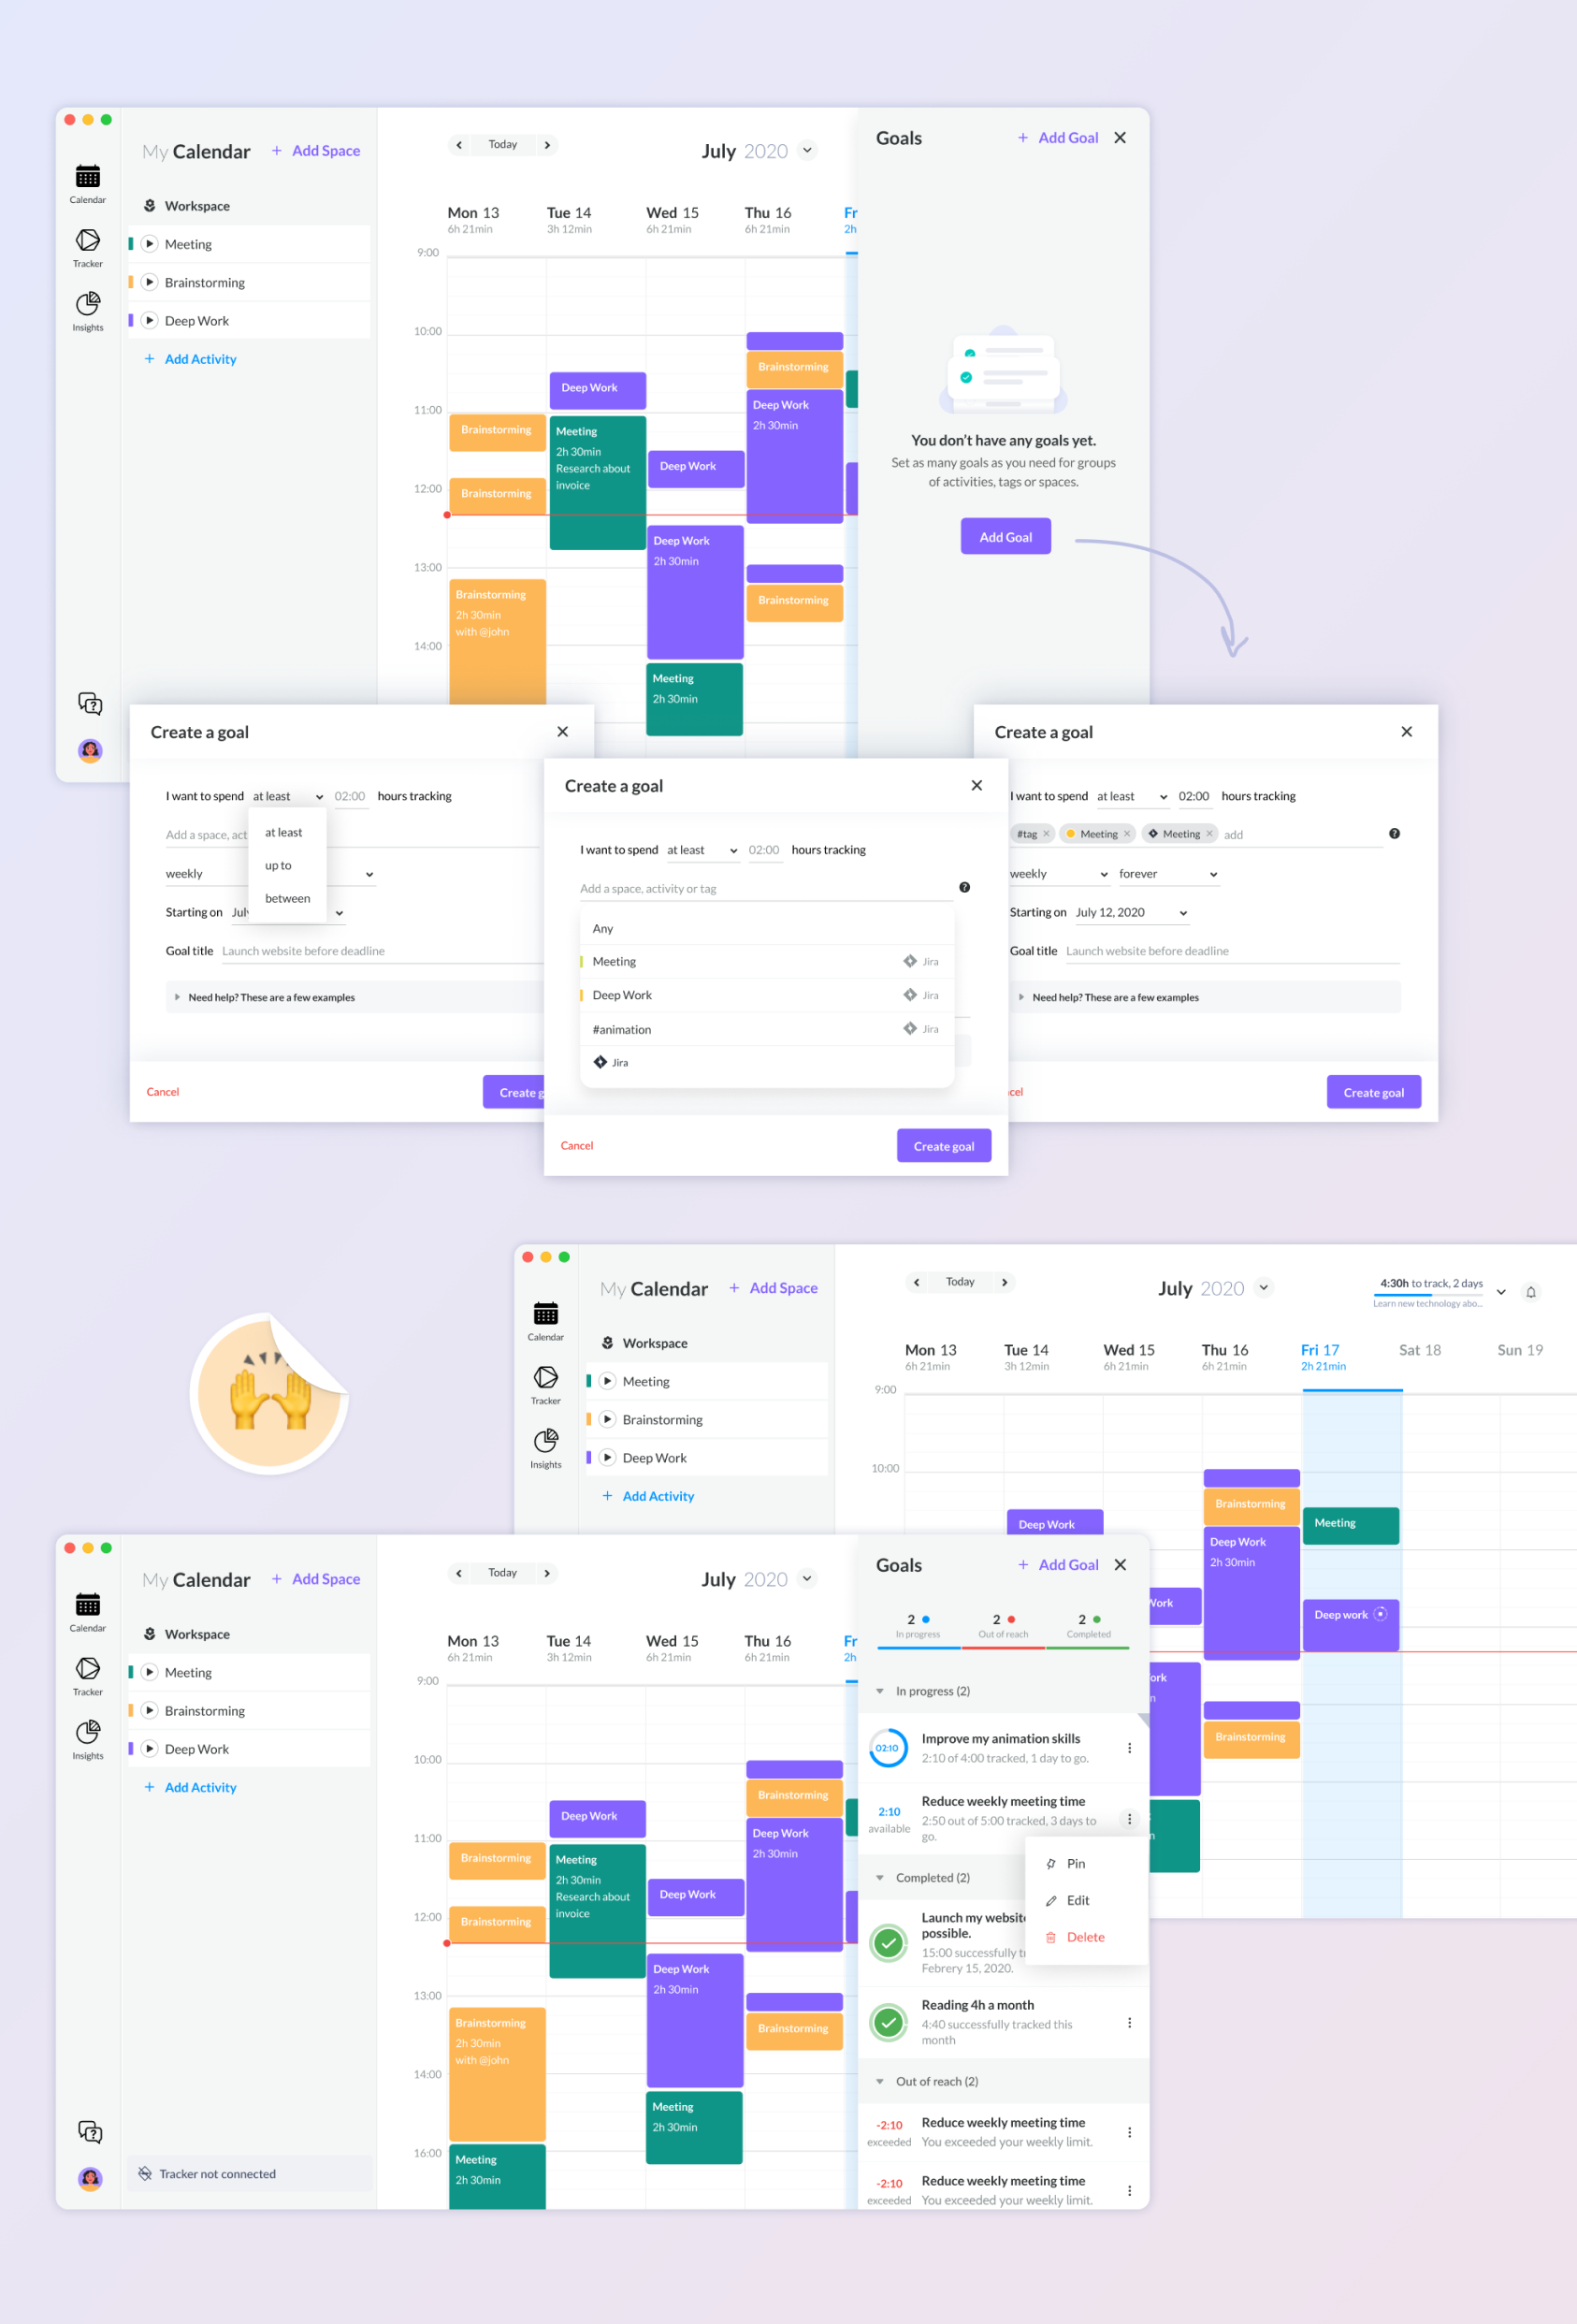 My Calendar
+ Add Space
Calendar
Tracker
Insights
Workspace
Meeting
Brainstorming
Deep Work
+ Add Activity
Today
July 2020
Mon 13
6h 21min
Tue 14
3h 12min
Wed 15
6h 21min
Thu 16
6h 21min
Fr
2h
9:00
10:00
11:00
12:00
13:00
14:00
Brainstorming
Brainstorming
Brainstorming
2h 30min
with @john
Deep Work
Meeting
2h 30min
Research about
invoice
Deep Work
Deep Work
2h 30min
Meeting
2h 30min
Brainstorming
Deep Work
2h 30min
Brainstorming
Goals
+ Add Goal
You don't have any goals yet.
Set as many goals as you need for groups
of activities, tags or spaces.
Add Goal
Create a goal
I want to spend at least 02:00 hours tracking
Add a space, act
at least
up to
between
weekly
Starting on July
Goal title Launch website before deadline
Need help? These are a few examples
Cancel
Create g
Create a goal
I want to spend at least 02:00 hours tracking
Add a space, activity or tag
Any
Meeting Jira
Deep Work Jira
#animation Jira
Jira
Cancel
Create goal
Create a goal
I want to spend at least 02:00 hours tracking
#tag Meeting Meeting add
weekly forever
Starting on July 12, 2020
Goal title Launch website before deadline
Need help? These are a few examples
cel
Create goal
My Calendar
+ Add Space
Calendar
Tracker
Insights
Workspace
Meeting
Brainstorming
Deep Work
+ Add Activity
Today
July 2020
4:30h to track, 2 days
Learn new technology abo...
Mon 13
6h 21min
Tue 14
3h 12min
Wed 15
6h 21min
Thu 16
6h 21min
Fri 17
2h 21min
Sat 18
Sun 19
9:00
10:00
Deep Work
Work
ork
n
n
Brainstorming
Deep Work
2h 30min
Brainstorming
Meeting
Deep work
My Calendar
+ Add Space
Calendar
Tracker
Insights
Workspace
Meeting
Brainstorming
Deep Work
+ Add Activity
Tracker not connected
Today
July 2020
Mon 13
6h 21min
Tue 14
3h 12min
Wed 15
6h 21min
Thu 16
6h 21min
Fr
2h
9:00
10:00
11:00
12:00
13:00
14:00
16:00
Brainstorming
Brainstorming
Brainstorming
2h 30min
with @john
Meeting
2h 30min
Deep Work
Meeting
2h 30min
Research about
invoice
Deep Work
Deep Work
2h 30min
Meeting
2h 30min
Brainstorming
Deep Work
2h 30min
Brainstorming
Goals
+ Add Goal
2
In progress
2
Out of reach
2
Completed
In progress (2)
02:10
Improve my animation skills
2:10 of 4:00 tracked, 1 day to go.
2:10
available
Reduce weekly meeting time
2:50 out of 5:00 tracked, 3 days to
go.
Pin
Edit
Delete
Completed (2)
Launch my website
possible.
15:00 successfully tr
Febrery 15, 2020.
Reading 4h a month
4:40 successfully tracked this
month
Out of reach (2)
-2:10
exceeded
Reduce weekly meeting time
You exceeded your weekly limit.
-2:10
exceeded
Reduce weekly meeting time
You exceeded your weekly limit.